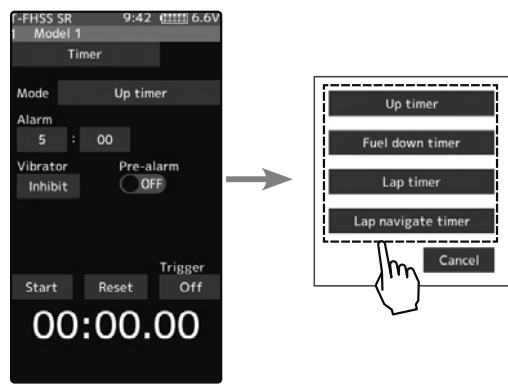 T-FHSS SR 9:42 6.6V
1 Model 1
Timer
Mode Up timer
Alarm
5 : 00
Vibrator Pre-alarm
Inhibit OFF
Trigger
Start Reset Off
00:00.00
Up timer
Fuel down timer
Lap timer
Lap navigate timer
Cancel